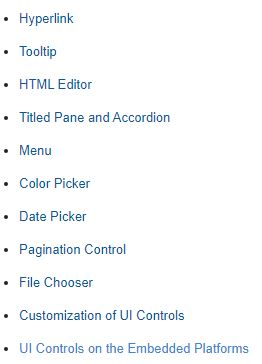 Hyperlink
Tooltip
HTML Editor
Titled Pane and Accordion
Menu
Color Picker
Date Picker
Pagination Control
File Chooser
Customization of UI Controls
UI Controls on the Embedded Platforms